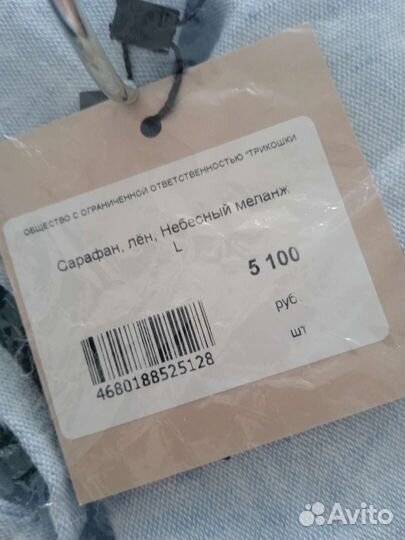 ОБЩЕСТВО С ОГРАНИЧЕННОЙ ОТВЕТСТВЕННОСТЬЮ "ТРИКОШКИ
Сарафан, лён, Небесный меланж
L
5 100
руб
шт
4680188525128
Avito